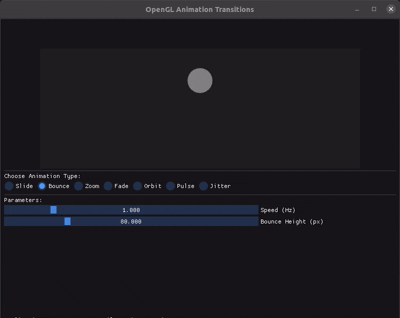 OpenGL Animation Transitions
Choose Animation Type:
Slide Bounce Zoom Fade Orbit Pulse Jitter
Parameters:
1.000 Speed (Hz)
80.000 Bounce Height (px)